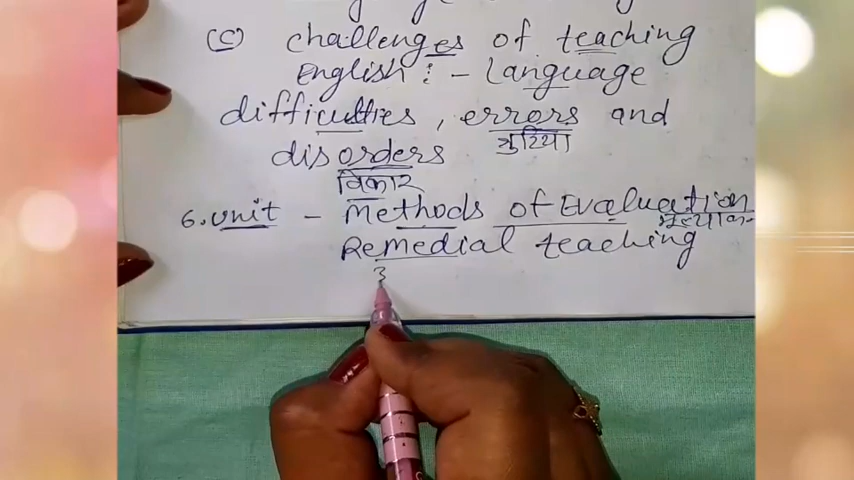 (c) challenges of teaching
English :- Language
difficulties, errors and
त्रुटियां
disorders
विकार
6. unit - Methods of Evaluation
मूल्यांकन
Remedial teaching